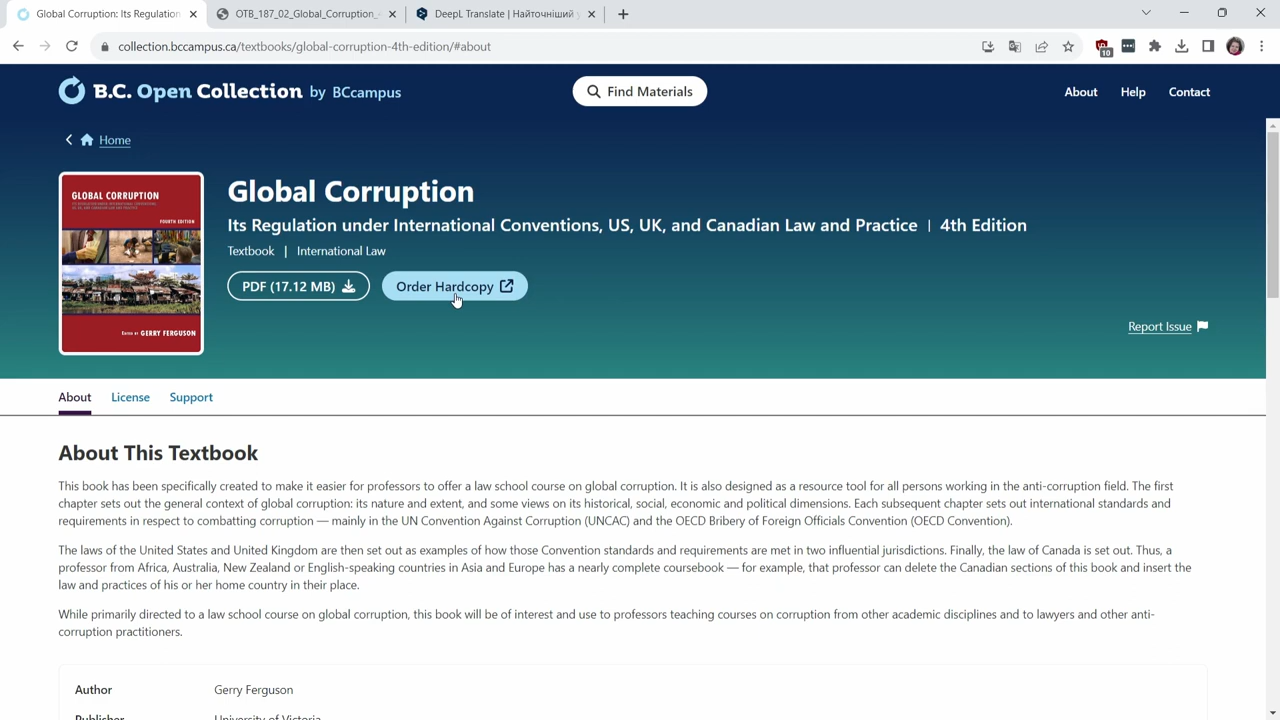 Global Corruption: Its Regulation
OTB_187_02_Global_Corruption_
DeepL Translate | Найточніший
collection.bccampus.ca/textbooks/global-corruption-4th-edition/#about
10
B.C. Open Collection by BCcampus
Find Materials
About
Help
Contact
Home
GLOBAL CORRUPTION
FOURTH EDITION
GERRY FERGUSON
Global Corruption
Its Regulation under International Conventions, US, UK, and Canadian Law and Practice | 4th Edition
Textbook | International Law
PDF (17.12 MB)
Order Hardcopy
Report Issue
About
License
Support
About This Textbook
This book has been specifically created to make it easier for professors to offer a law school course on global corruption. It is also designed as a resource tool for all persons working in the anti-corruption field. The first
chapter sets out the general context of global corruption: its nature and extent, and some views on its historical, social, economic and political dimensions. Each subsequent chapter sets out international standards and
requirements in respect to combatting corruption — mainly in the UN Convention Against Corruption (UNCAC) and the OECD Bribery of Foreign Officials Convention (OECD Convention).
The laws of the United States and United Kingdom are then set out as examples of how those Convention standards and requirements are met in two influential jurisdictions. Finally, the law of Canada is set out. Thus, a
professor from Africa, Australia, New Zealand or English-speaking countries in Asia and Europe has a nearly complete coursebook — for example, that professor can delete the Canadian sections of this book and insert the
law and practices of his or her home country in their place.
While primarily directed to a law school course on global corruption, this book will be of interest and use to professors teaching courses on corruption from other academic disciplines and to lawyers and other anti-
corruption practitioners.
Author Gerry Ferguson
Publisher University of Victoria